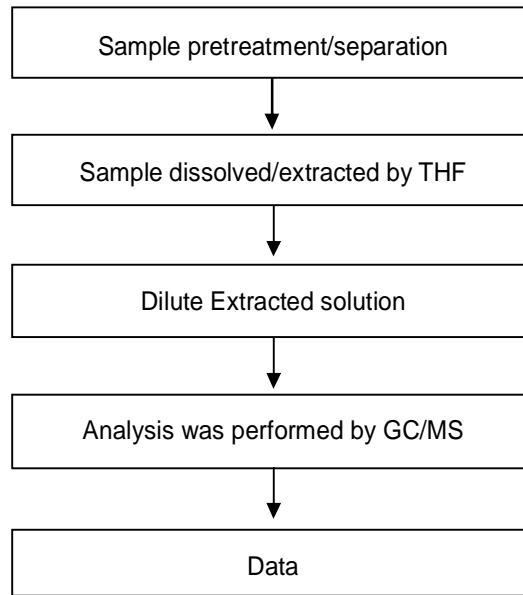 Sample pretreatment/separation
Sample dissolved/extracted by THF
Dilute Extracted solution
Analysis was performed by GC/MS
Data